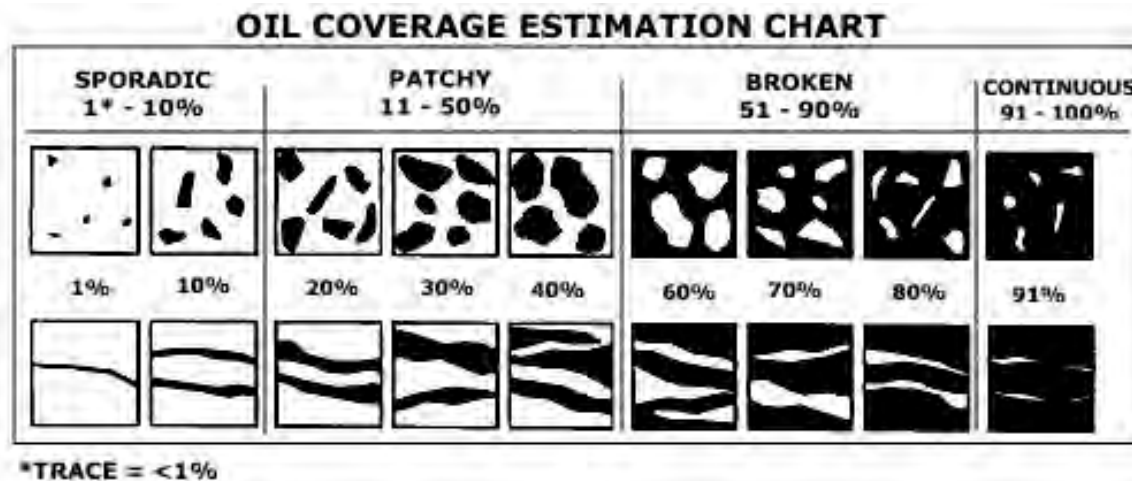 OIL COVERAGE ESTIMATION CHART
SPORADIC
1* - 10%
PATCHY
11 - 50%
BROKEN
51 - 90%
CONTINUOUS
91 - 100%
1% 10% 20% 30% 40% 60% 70% 80% 91%
*TRACE = <1%